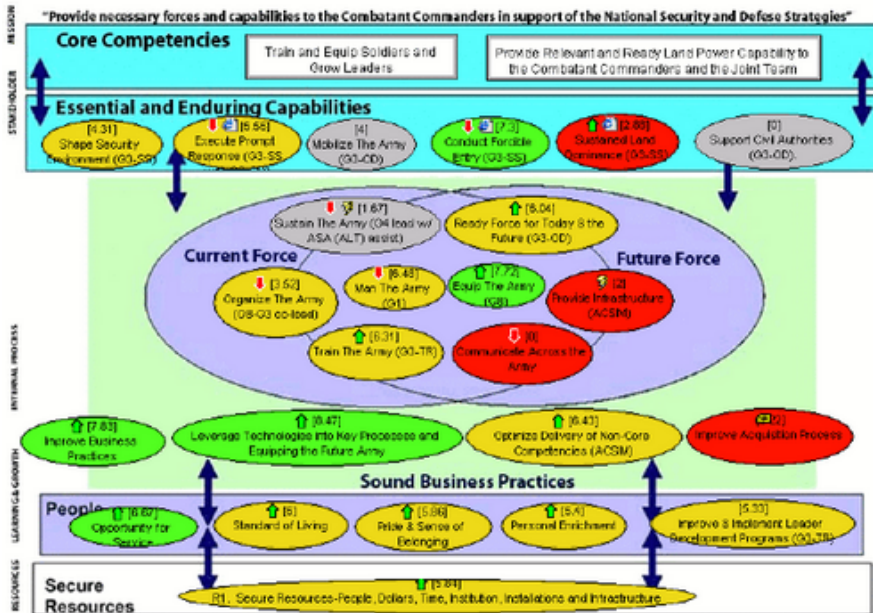 "Provide necessary forces and capabilities to the Combatant Commanders in support of the National Security and Defese Strategies"
MISSION
Core Competencies
Train and Equip Soldiers and
Grow Leaders
Provide Relevant and Ready Land Power Capability to
the Combatant Commanders and the Joint Team
STAKEHOLDER
Essential and Enduring Capabilities
[4.31]
Shape Security
Environment (G3-SS)
[5.56]
Execute Prompt
Response (G3-SS
[4]
Mobilize The Army
(G3-OD)
[7.3]
Conduct Forcible
Entry (G3-SS)
[2.88]
Sustained Land
Dominance (G3-SS)
[0]
Support Civil Authorities
(G3-OD).
[1.67]
Sustain The Army (G4 lead w/
ASA (ALT) assist)
[6.04]
Ready Force for Today & the
Future (G3-OD)
Current Force
Future Force
[3.52]
Organize The Army
(G8-G3 co-lead)
[6.48]
Man The Army
(G1)
[7.72]
Equip The Army
(G8)
[2]
Provide Infrastructure
(ACSIM)
[6.31]
Train The Army (G3-TR)
[0]
Communicate Across the
Army
INTERNAL PROCESS
[7.83]
Improve Business
Practices
[8.47]
Leverage Technologies into Key Processes and
Equipping the Future Army
[6.43]
Optimize Delivery of Non-Core
Competencies (ACSIM)
[2]
Improve Acquisition Process
Sound Business Practices
LEARNING & GROWTH
People
[6.67]
Opportunity for
Service
[6]
Standard of Living
[5.86]
Pride & Sense of
Belonging
[5.4]
Personal Enrichment
[5.33]
Improve & Implement Leader
Development Programs (G3-TR)
RESOURCES
Secure
Resources
[5.84]
R1. Secure Resources-People, Dollars, Time, Institution, Installations and Infrastructure